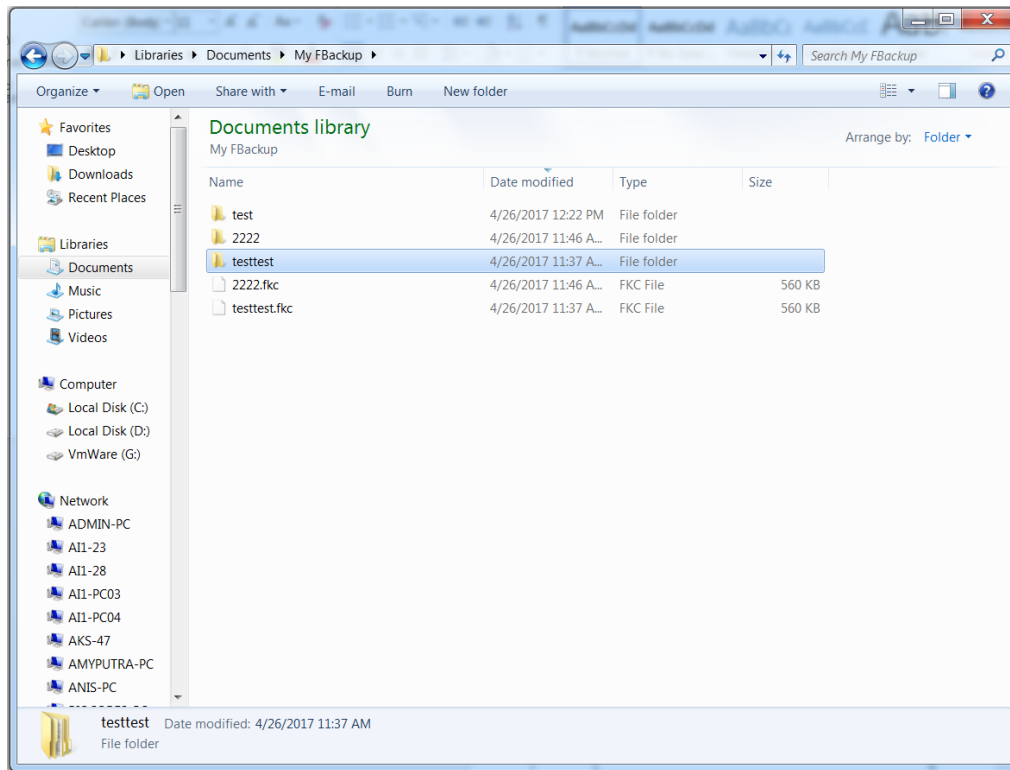 Libraries Documents My FBackup Search My FBackup
Organize Open Share with E-mail Burn New folder
Favorites
Desktop
Downloads
Recent Places
Libraries
Documents
Music
Pictures
Videos
Computer
Local Disk (C:)
Local Disk (D:)
VmWare (G:)
Network
ADMIN-PC
AI1-23
AI1-28
AI1-PC03
AI1-PC04
AKS-47
AMYPUTRA-PC
ANIS-PC
Documents library
My FBackup
Arrange by: Folder
Name Date modified Type Size
test 4/26/2017 12:22 PM File folder
2222 4/26/2017 11:46 A... File folder
testtest 4/26/2017 11:37 A... File folder
2222.fkc 4/26/2017 11:46 A... FKC File 560 KB
testtest.fkc 4/26/2017 11:37 A... FKC File 560 KB
testtest Date modified: 4/26/2017 11:37 AM
File folder